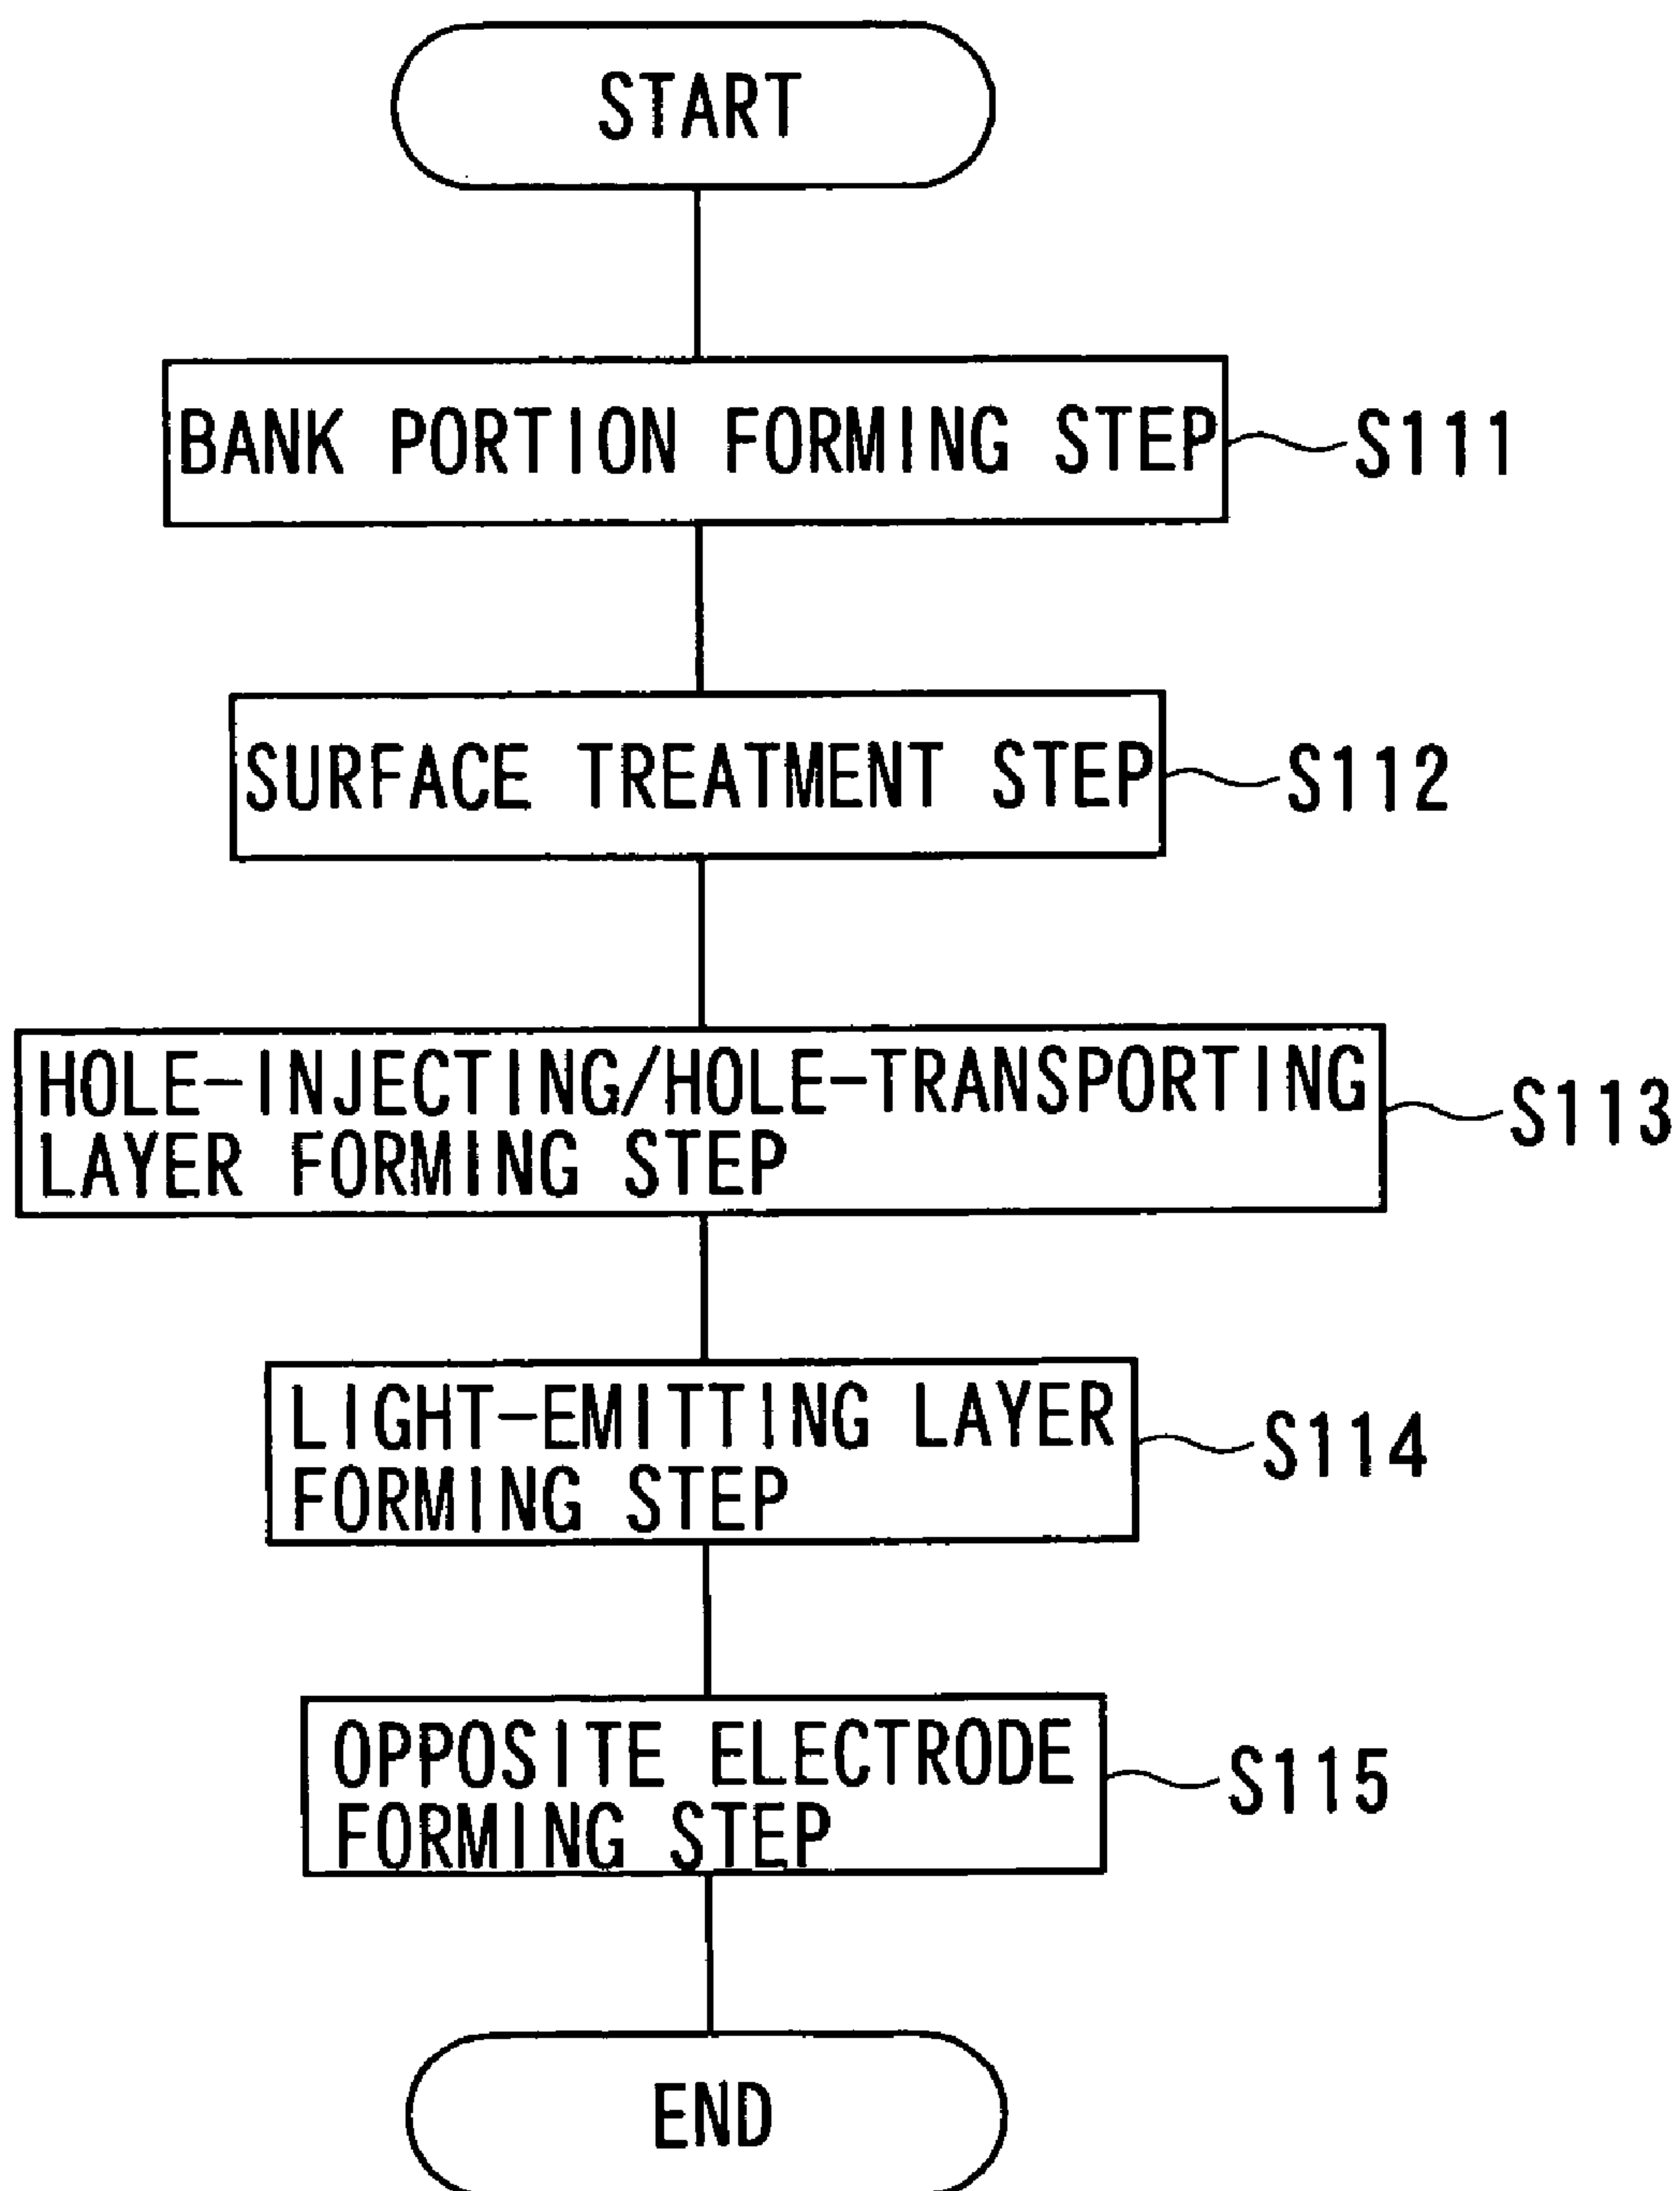 START
BANK PORTION FORMING STEP
S111
SURFACE TREATMENT STEP
S112
HOLE-INJECTING/HOLE-TRANSPORTING
LAYER FORMING STEP
S113
LIGHT-EMITTING LAYER
FORMING STEP
S114
OPPOSITE ELECTRODE
FORMING STEP
S115
END